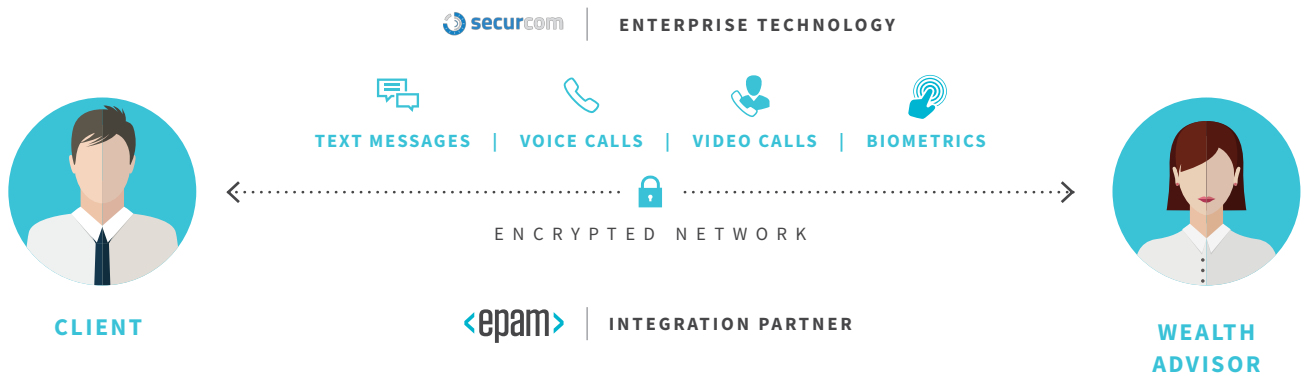 securcom | ENTERPRISE TECHNOLOGY
TEXT MESSAGES | VOICE CALLS | VIDEO CALLS | BIOMETRICS
ENCRYPTED NETWORK
CLIENT
<epam> | INTEGRATION PARTNER
WEALTH
ADVISOR